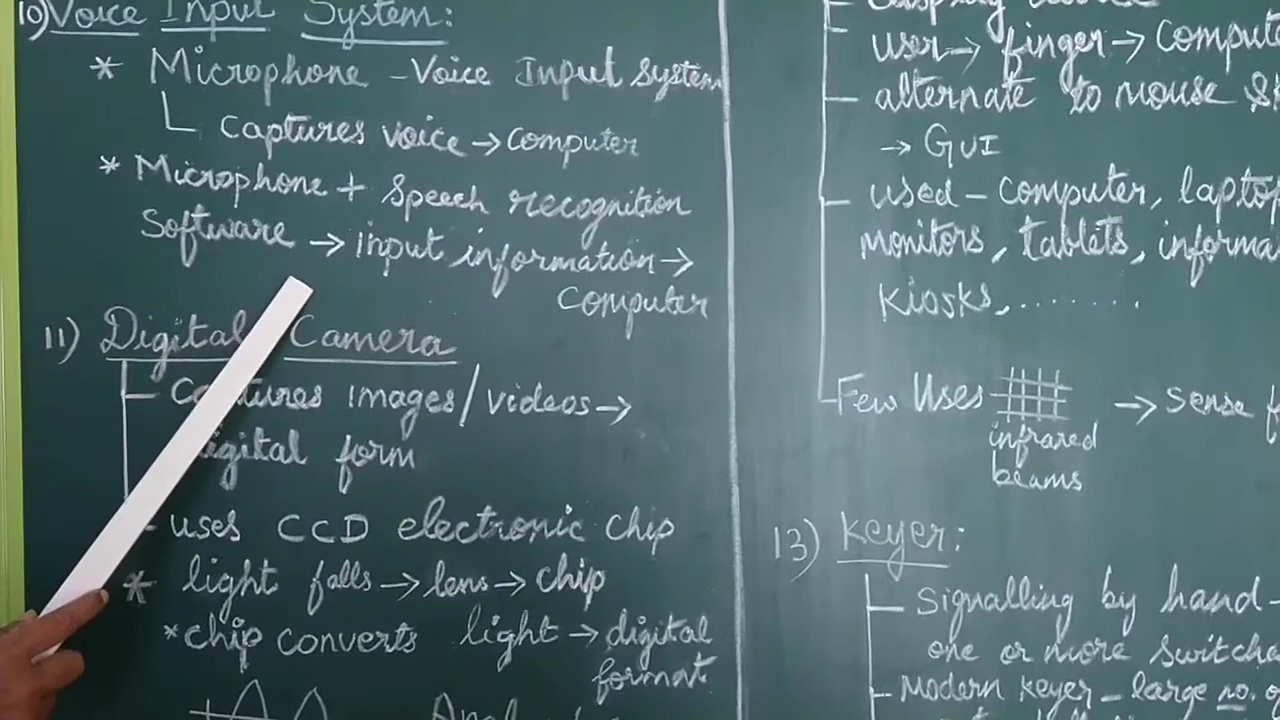 10) Voice Input System:
* Microphone - Voice Input System
Captures voice → Computer
* Microphone + Speech recognition
Software → input information →
Computer
11) Digital Camera
Captures images/videos →
digital form
- uses CCD electronic chip
* light falls → lens → chip
* chip converts light → digital
format
user → finger → Compute
alternate to mouse
→ GUI
used - Computer, laptop
monitors, tablets, informa
Kiosks, ........
Few Uses → Sense f
infrared
beams
13) Keyer:
Signalling by hand -
one or more switche
Modern Keyer - large no. of